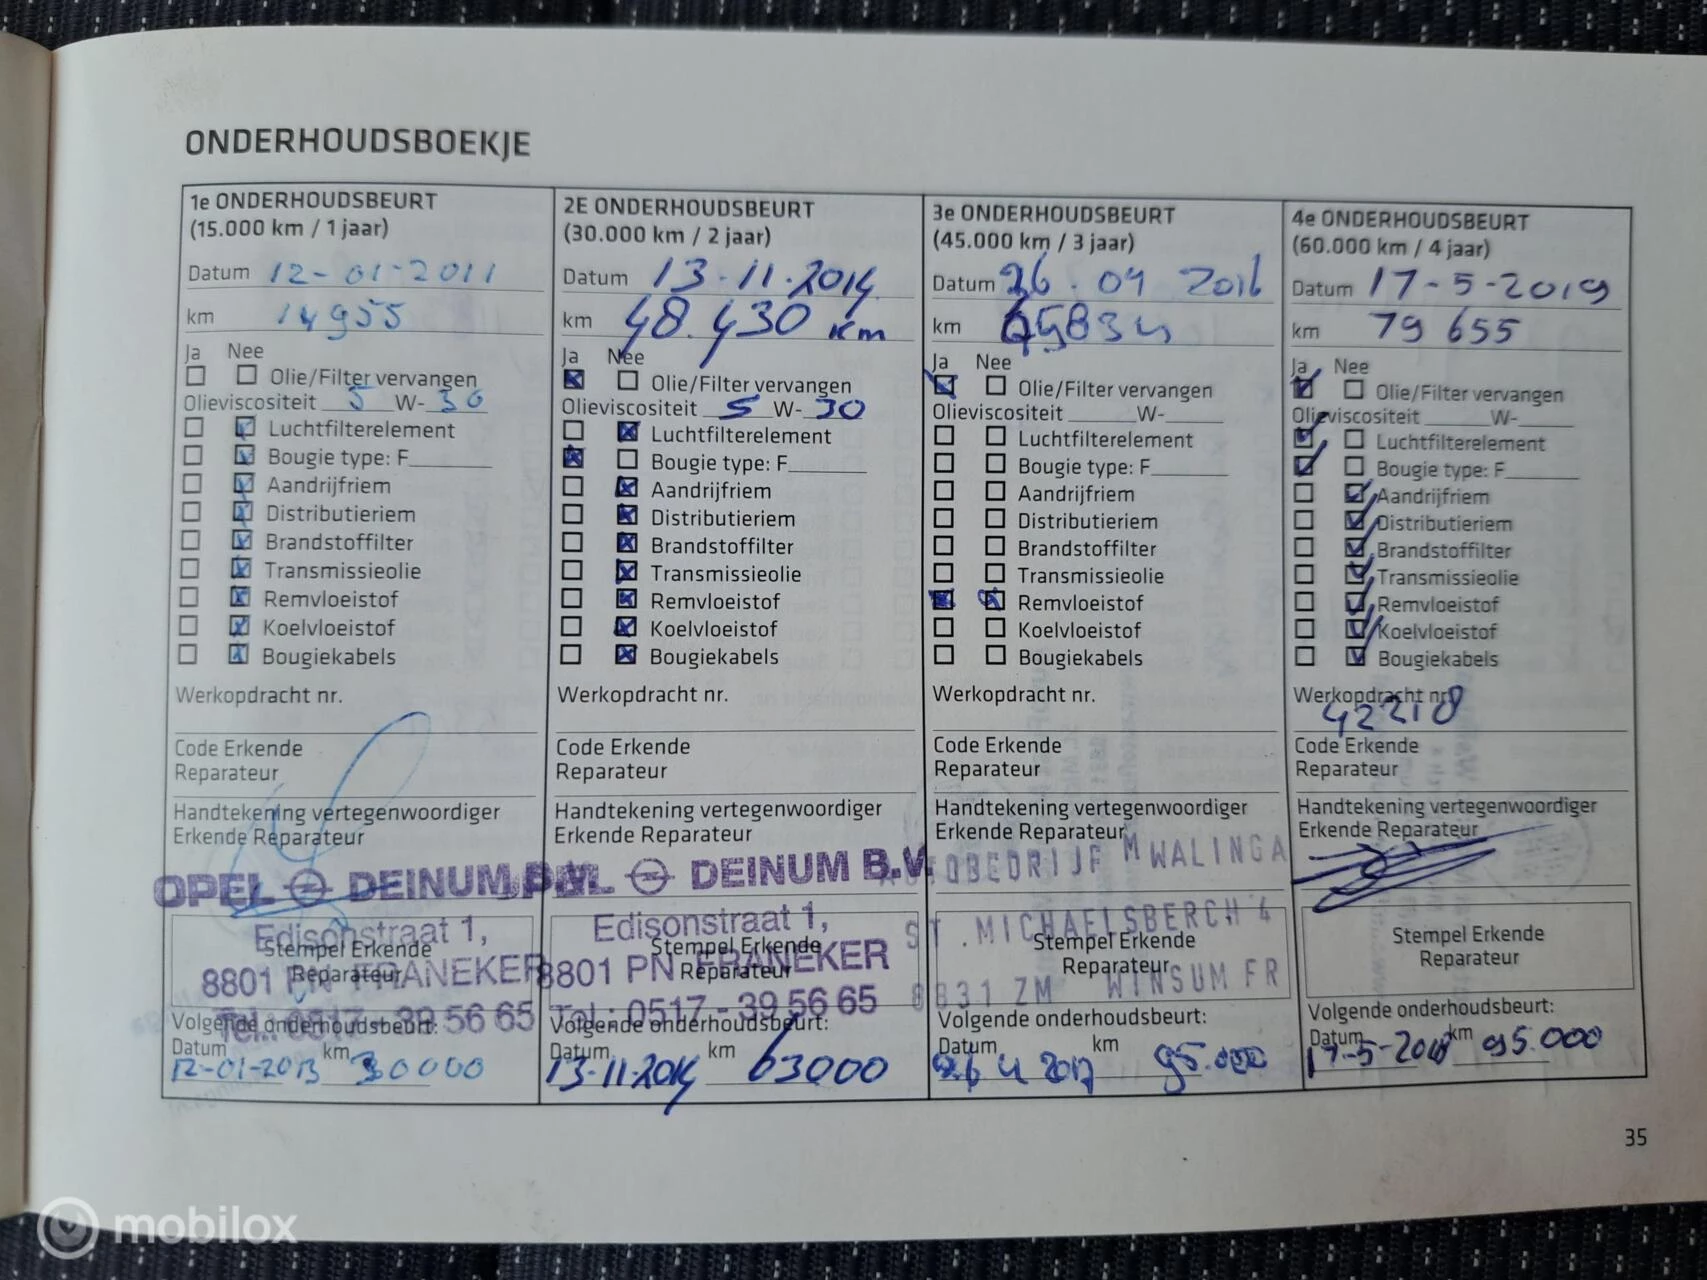 ONDERHOUDSBOEKJE
1e ONDERHOUDSBEURT
(15.000 km / 1 jaar)
Datum 12-01-2011
km 14955
Ja Nee
Olie/Filter vervangen
Olieviscositeit 5 W- 30
Luchtfilterelement
Bougie type: F
Aandrijfriem
Distributieriem
Brandstoffilter
Transmissieolie
Remvloeistof
Koelvloeistof
Bougiekabels
Werkopdracht nr.
Code Erkende
Reparateur
Handtekening vertegenwoordiger
Erkende Reparateur
OPEL DEINUM
Edisonstraat 1,
Stempel Erkende
8801 PN FRANEKER
Reparateur
Tel.: 0517 - 39 56 65
Volgende onderhoudsbeurt:
Datum km
12-01-2013 30000
2E ONDERHOUDSBEURT
(30.000 km / 2 jaar)
Datum 13-11-2014
km 48.430 km
Ja Nee
Olie/Filter vervangen
Olieviscositeit 5 W- 30
Luchtfilterelement
Bougie type: F
Aandrijfriem
Distributieriem
Brandstoffilter
Transmissieolie
Remvloeistof
Koelvloeistof
Bougiekabels
Werkopdracht nr.
Code Erkende
Reparateur
Handtekening vertegenwoordiger
Erkende Reparateur
DEINUM B.V.
Edisonstraat 1,
Stempel Erkende
8801 PN FRANEKER
Reparateur
Tel.: 0517 - 39 56 65
Volgende onderhoudsbeurt:
Datum km
13-11-2014 63000
3e ONDERHOUDSBEURT
(45.000 km / 3 jaar)
Datum 26.04 2016
km 65834
Ja Nee
Olie/Filter vervangen
Olieviscositeit W-
Luchtfilterelement
Bougie type: F
Aandrijfriem
Distributieriem
Brandstoffilter
Transmissieolie
Remvloeistof
Koelvloeistof
Bougiekabels
Werkopdracht nr.
Code Erkende
Reparateur
Handtekening vertegenwoordiger
Erkende Reparateur
MWALINGA
ST.MICHAELSBERCH 4
Stempel Erkende
Reparateur
8831 ZM WINSUM FR
Volgende onderhoudsbeurt:
Datum km
26 4 2017 95.000
4e ONDERHOUDSBEURT
(60.000 km / 4 jaar)
Datum 17-5-2019
km 79 655
Ja Nee
Olie/Filter vervangen
Olieviscositeit W-
Luchtfilterelement
Bougie type: F
Aandrijfriem
Distributieriem
Brandstoffilter
Transmissieolie
Remvloeistof
Koelvloeistof
Bougiekabels
Werkopdracht nr.
42218
Code Erkende
Reparateur
Handtekening vertegenwoordiger
Erkende Reparateur
Stempel Erkende
Reparateur
Volgende onderhoudsbeurt:
Datum km 95.000
35
mobilox